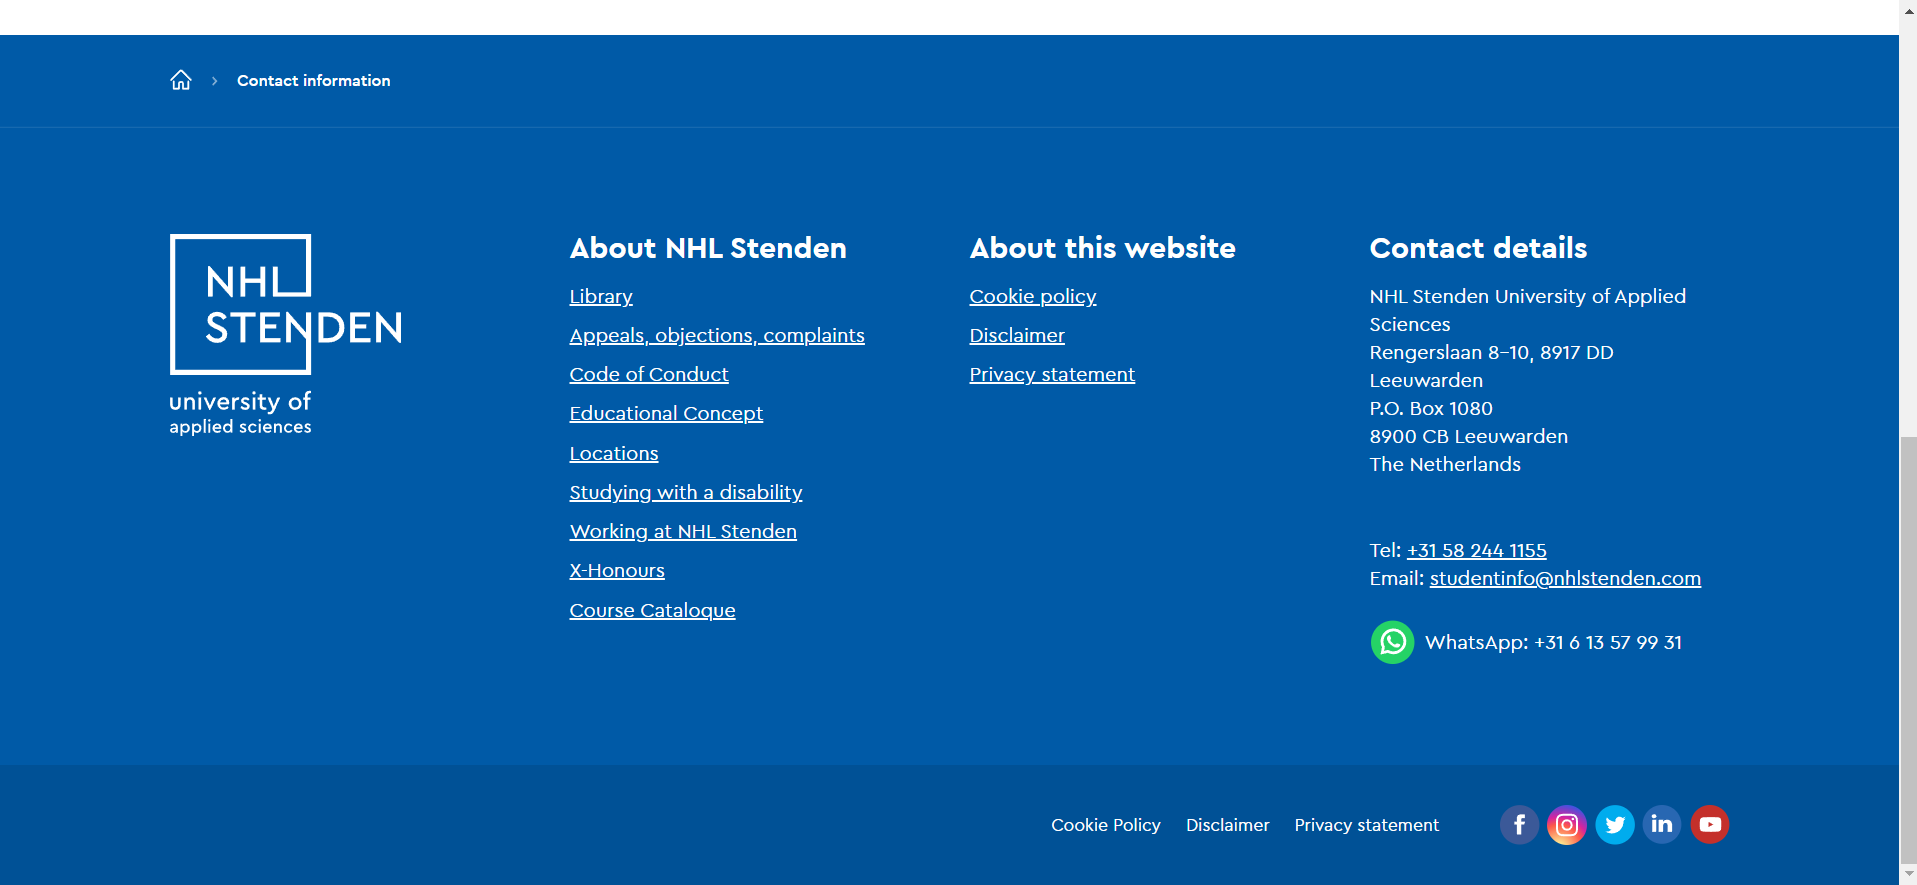 Contact information
NHL
STENDEN
university of
applied sciences
About NHL Stenden
Library
Appeals, objections, complaints
Code of Conduct
Educational Concept
Locations
Studying with a disability
Working at NHL Stenden
X-Honours
Course Cataloque
About this website
Cookie policy
Disclaimer
Privacy statement
Contact details
NHL Stenden University of Applied
Sciences
Rengerslaan 8-10, 8917 DD
Leeuwarden
P.O. Box 1080
8900 CB Leeuwarden
The Netherlands
Tel: +31 58 244 1155
Email: studentinfo@nhlstenden.com
WhatsApp: +31 6 13 57 99 31
Cookie Policy Disclaimer Privacy statement